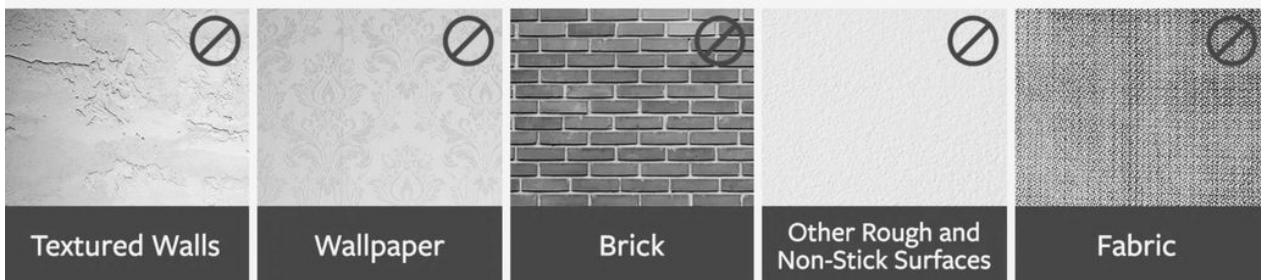 Textured Walls
Wallpaper
Brick
Other Rough and
Non-Stick Surfaces
Fabric